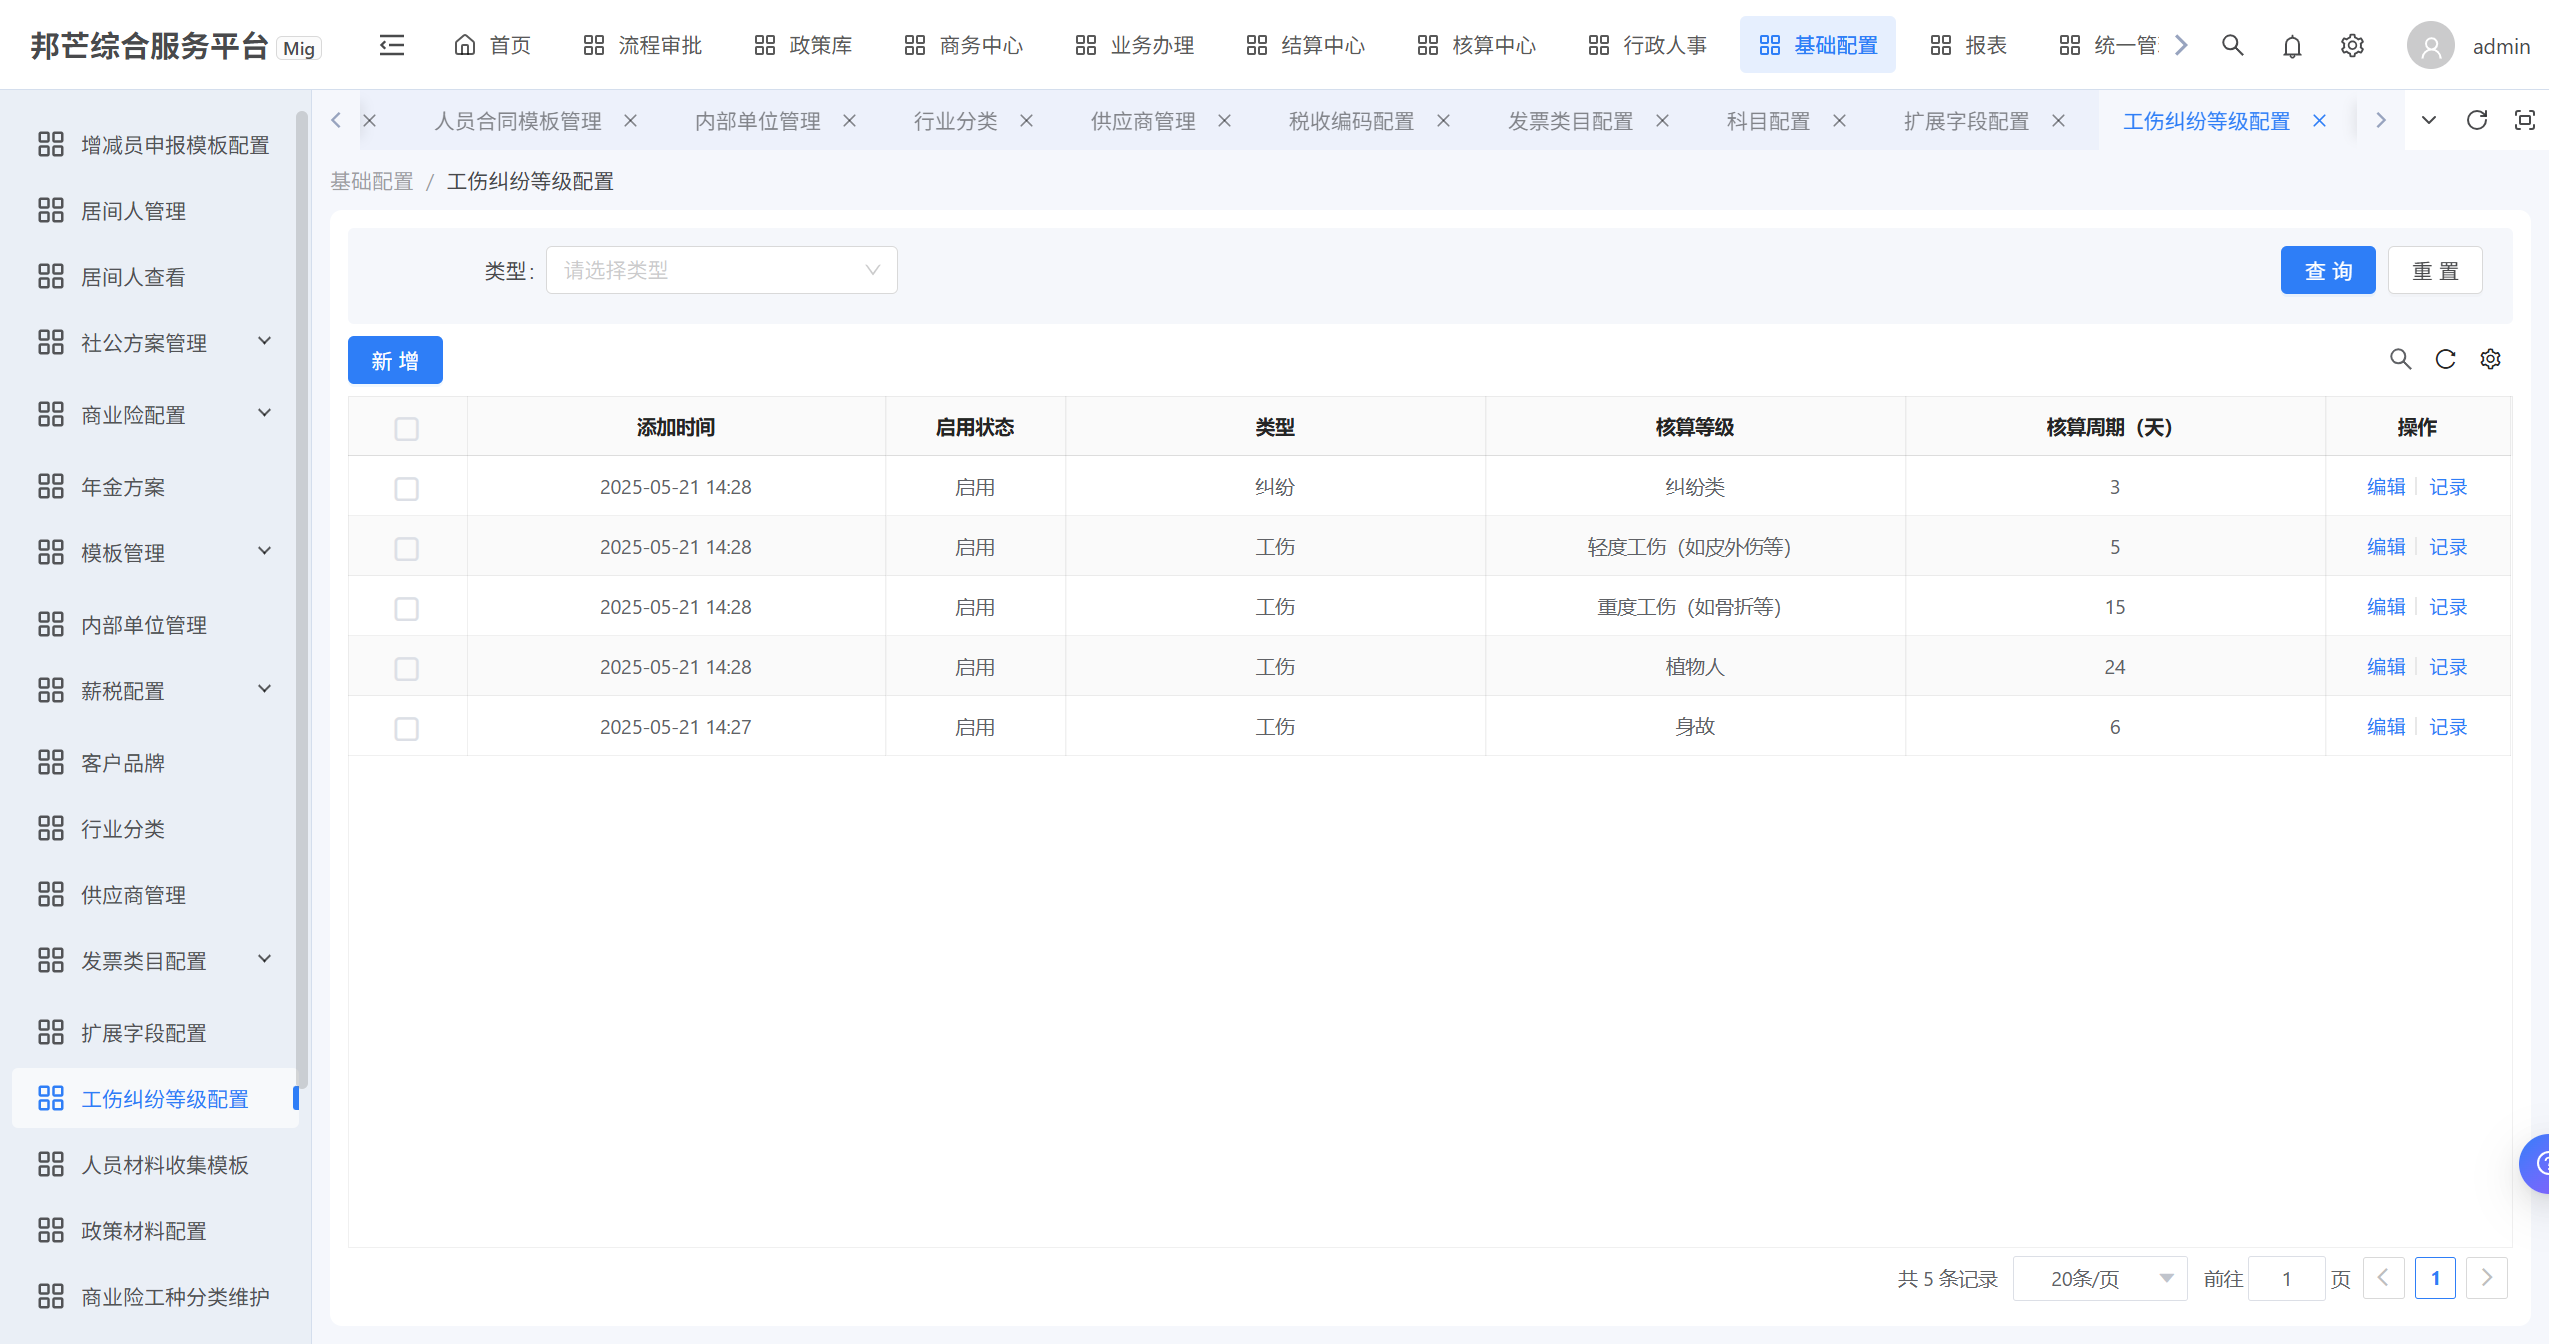 邦芒综合服务平台 Mig
首页 流程审批 政策库 商务中心 业务办理 结算中心 核算中心 行政人事 基础配置 报表 统一管
admin
人员合同模板管理 内部单位管理 行业分类 供应商管理 税收编码配置 发票类目配置 科目配置 扩展字段配置 工伤纠纷等级配置
增减员申报模板配置
居间人管理
居间人查看
社公方案管理
商业险配置
年金方案
模板管理
内部单位管理
薪税配置
客户品牌
行业分类
供应商管理
发票类目配置
扩展字段配置
工伤纠纷等级配置
人员材料收集模板
政策材料配置
商业险工种分类维护
基础配置 / 工伤纠纷等级配置
类型: 请选择类型 查 询 重 置
新 增
添加时间 启用状态 类型 核算等级 核算周期（天） 操作
2025-05-21 14:28 启用 纠纷 纠纷类 3 编辑 记录
2025-05-21 14:28 启用 工伤 轻度工伤（如皮外伤等） 5 编辑 记录
2025-05-21 14:28 启用 工伤 重度工伤（如骨折等） 15 编辑 记录
2025-05-21 14:28 启用 工伤 植物人 24 编辑 记录
2025-05-21 14:27 启用 工伤 身故 6 编辑 记录
共 5 条记录 20条/页 前往 1 页 1